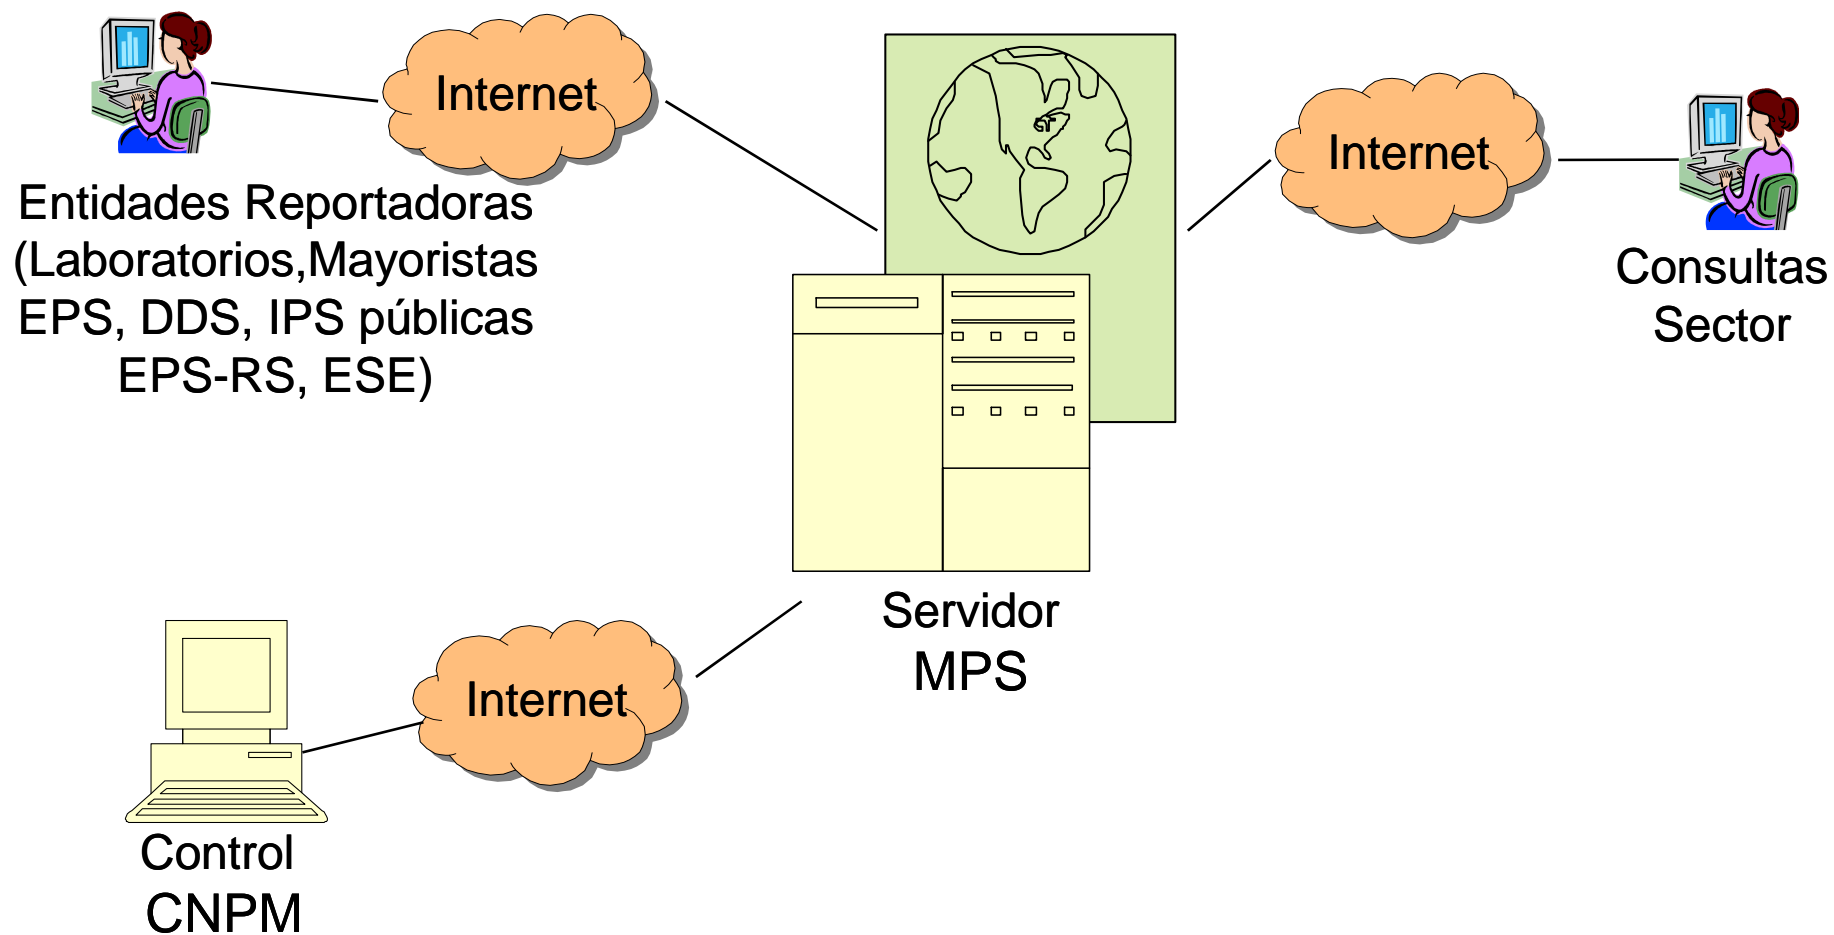 Internet
Entidades Reportadoras
(Laboratorios,Mayoristas
EPS, DDS, IPS públicas
EPS-RS, ESE)
Internet
Consultas
Sector
Servidor
MPS
Internet
Control
CNPM